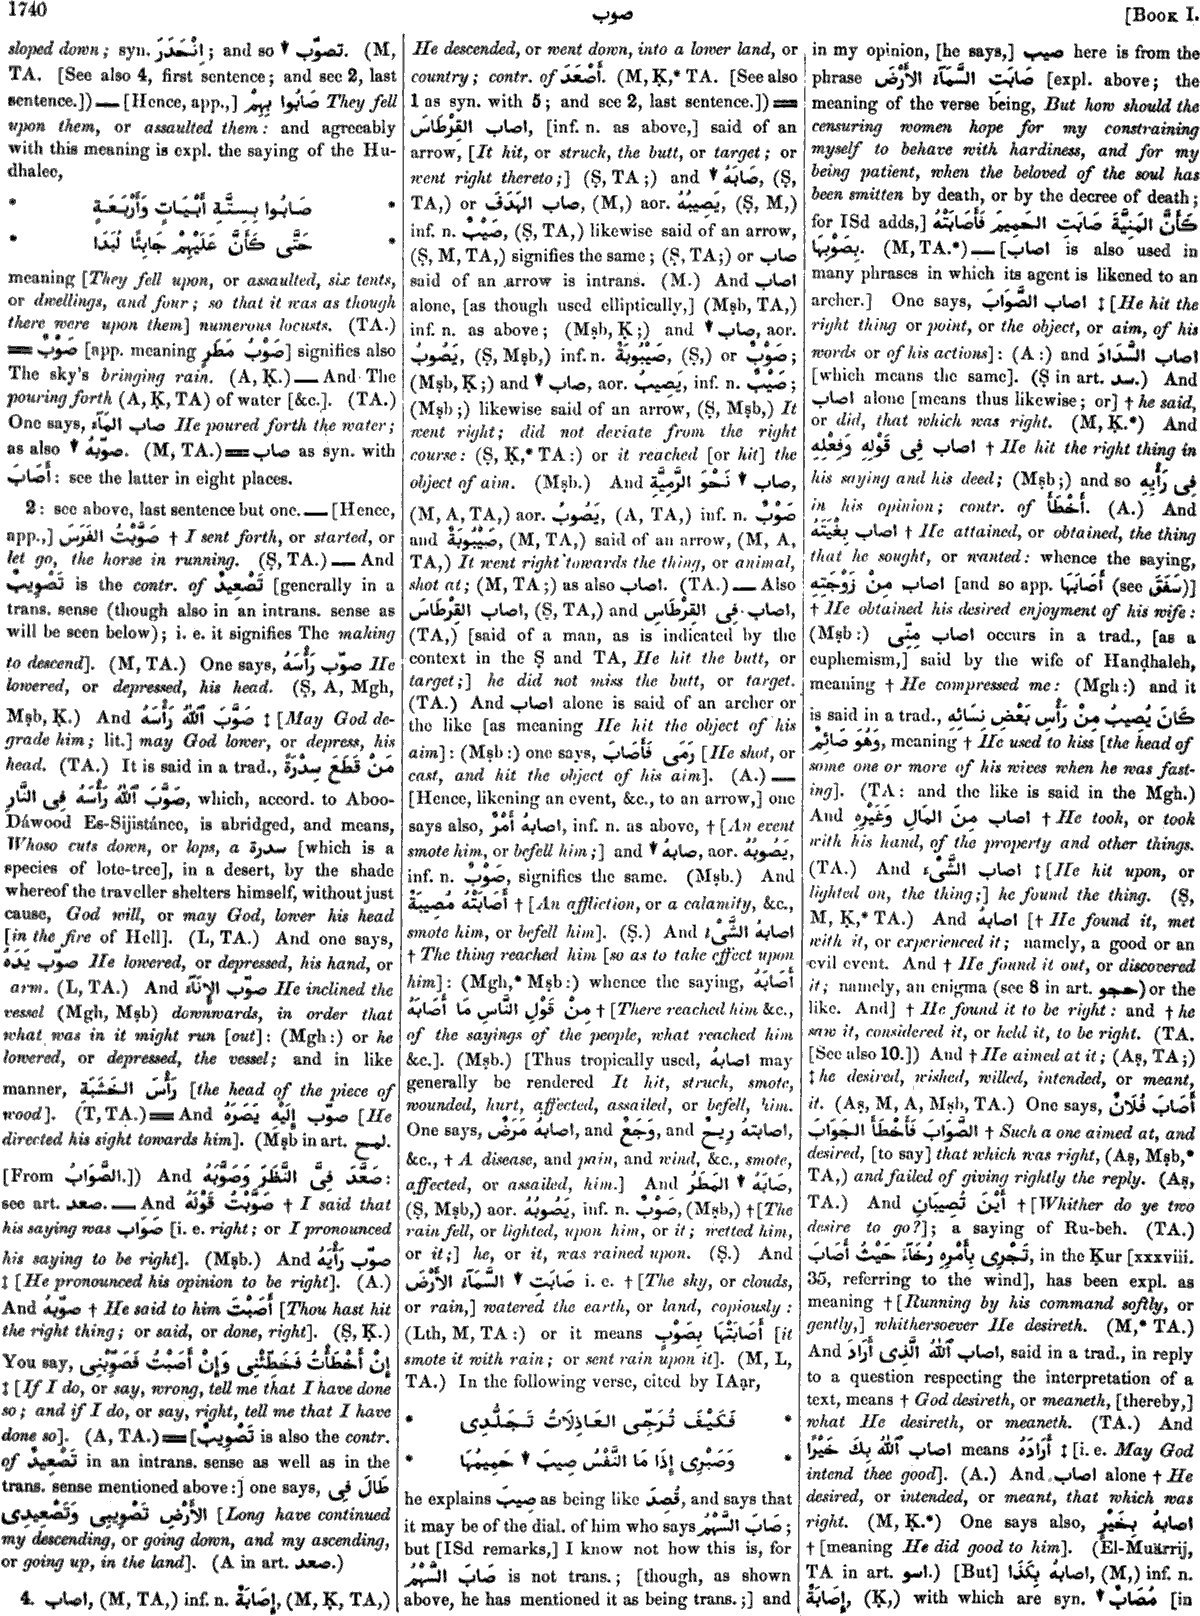 1740
صوب
[BOOK I.
sloped down; syn. اِنْحَدَرَ; and so ↓ تصوّب. (M,
TA. [See also 4, first sentence; and see 2, last
sentence.])— [Hence, app.,] صَابُوا بِهِمْ They fell
upon them, or assaulted them: and agreeably
with this meaning is expl. the saying of the Hu-
dhalee,
* صَابُوا بِسِتَّةِ أَبْيَاتٍ وَأَرْبَعَةٍ *
* حَتَّى كَأَنَّ عَلَيْهِمْ جَابِئًا لُبَدَا *
meaning [They fell upon, or assaulted, six tents,
or dwellings, and four; so that it was as though
there were upon them] numerous locusts. (TA.)
== صَوْبٌ [app. meaning صَوْبُ مَطَرٍ] signifies also
The sky's bringing rain. (A, Ḳ.) — And The
pouring forth (A, Ḳ, TA) of water [&c.]. (TA.)
One says, صاب المَآءَ He poured forth the water;
as also ↓ صوّبهُ. (M, TA.)== صاب as syn. with
أَصَابَ: see the latter in eight places.
2: see above, last sentence but one. — [Hence,
app.,] صَوَّبْتُ الفَرَسَ † I sent forth, or started, or
let go, the horse in running. (Ṣ, TA.) — And
تَصْوِيبٌ is the contr. of تَصْعِيدٌ [generally in a
trans. sense (though also in an intrans. sense as
will be seen below); i. e. it signifies The making
to descend]. (M, TA.) One says, صوّب رَأْسَهُ He
lowered, or depressed, his head. (Ṣ, A, Mgh,
Mṣb, Ḳ.) And صَوَّبَ ٱللّٰهُ رَأْسَهُ ‡ [May God de-
grade him; lit.] may God lower, or depress, his
head. (TA.) It is said in a trad., مَنْ قَطَعَ سِدْرَةً
صَوَّبَ ٱللّٰهُ رَأْسَهُ فِى النَّارِ, which, accord. to Aboo-
Dáwood Es-Sijistánee, is abridged, and means,
Whoso cuts down, or lops, a سدرة [which is a
species of lote-tree], in a desert, by the shade
whereof the traveller shelters himself, without just
cause, God will, or may God, lower his head
[in the fire of Hell]. (L, TA.) And one says,
صوّب يَدَهُ He lowered, or depressed, his hand, or
arm. (L, TA.) And صوّب الإِنَآءَ He inclined the
vessel (Mgh, Mṣb) downwards, in order that
what was in it might run [out]: (Mgh:) or he
lowered, or depressed, the vessel; and in like
manner, رَأْسَ الخَشَبَةِ [the head of the piece of
wood]. (T, TA.)== And صوّب إِلَيْهِ بَصَرَهُ [He
directed his sight towards him]. (Mṣb in art. لمح.
[From الصَّوَابُ.]) And صَعَّدَ فِىَّ النَّظَرَ وَصَوَّبَهُ:
see art. صعد. — And صَوَّبْتُ قَوْلَهُ † I said that
his saying was صَوَاب [i. e. right; or I pronounced
his saying to be right]. (Mṣb.) And صوّب رَأْيَهُ
‡ [He pronounced his opinion to be right]. (A.)
And صوّبهُ † He said to him أَصَبْتَ [Thou hast hit
the right thing; or said, or done, right]. (Ṣ, Ḳ.)
You say, إِنْ أَخْطَأْتُ فَخَطِّئْنِى وَإِنْ أَصَبْتُ فَصَوِّبْنِى
‡ [If I do, or say, wrong, tell me that I have done
so; and if I do, or say, right, tell me that I have
done so]. (A, TA.)==[تَصْوِيبٌ is also the contr.
of تَصْعِيدٌ in an intrans. sense as well as in the
trans. sense mentioned above:] one says, طَالَ فِى
الأَرْضِ تَصْوِيبِى وَتَصْعِيدِى [Long have continued
my descending, or going down, and my ascending,
or going up, in the land]. (A in art. صعد.)
4. اصاب, (M, TA,) inf. n. إِصَابَةٌ, (M, Ḳ, TA,)
He descended, or went down, into a lower land, or
country; contr. of أَصْعَدَ. (M, Ḳ,* TA. [See also
1 as syn. with 5; and see 2, last sentence.])==
اصاب القِرْطَاسَ, [inf. n. as above,] said of an
arrow, [It hit, or struck, the butt, or target; or
went right thereto;] (Ṣ, TA;) and ↓ صَابَهُ, (Ṣ,
TA,) or صاب الهَدَفَ, (M,) aor. يَصِيبُهُ, (Ṣ, M,)
inf. n. صَيْبٌ, (Ṣ, TA,) likewise said of an arrow,
(Ṣ, M, TA,) signifies the same; (Ṣ, TA;) or صاب
said of an arrow is intrans. (M.) And اصاب
alone, [as though used elliptically,] (Mṣb, TA,)
inf. n. as above; (Mṣb, Ḳ;) and ↓ صاب, aor.
يَصُوبُ, (Ṣ, Mṣb,) inf. n. صَيْبُوبَةٌ, (Ṣ,) or صَوْبٌ;
(Mṣb, Ḳ;) and ↓ صاب, aor. يَصِيبُ, inf. n. صَيْبٌ;
(Mṣb;) likewise said of an arrow, (Ṣ, Mṣb,) It
went right; did not deviate from the right
course: (Ṣ, Ḳ,* TA:) or it reached [or hit] the
object of aim. (Mṣb.) And صاب ↓ نَحْوَ الرَّمِيَّةِ,
(M, A, TA,) aor. يَصُوبُ, (A, TA,) inf. n. صَوْبٌ
and صَيْبُوبَةٌ, (M, TA,) said of an arrow, (M, A,
TA,) It went right towards the thing, or animal,
shot at; (M, TA;) as also اصاب. (TA.) — Also
اصاب القِرْطَاسَ, (Ṣ, TA,) and اصاب فِى القِرْطَاسِ,
(TA,) [said of a man, as is indicated by the
context in the Ṣ and TA, He hit the butt, or
target;] he did not miss the butt, or target.
(TA.) And اصاب alone is said of an archer or
the like [as meaning He hit the object of his
aim]: (Mṣb:) one says, رَمَى فَأَصَابَ [He shot, or
cast, and hit the object of his aim]. (A.) —
[Hence, likening an event, &c., to an arrow,] one
says also, اصابهُ أَمْرٌ, inf. n. as above, † [An event
smote him, or befell him;] and ↓ صابهُ, aor. يَصُوبُهُ,
inf. n. صَوْبٌ, signifies the same. (Mṣb.) And
أَصَابَتْهُ مُصِيبَةٌ † [An affliction, or a calamity, &c.,
smote him, or befell him]. (Ṣ.) And اصابهُ الشَّىْءُ
† The thing reached him [so as to take effect upon
him]: (Mgh,* Mṣb:) whence the saying, أَصَابَهُ
مِنْ قَوْلِ النَّاسِ مَا أَصَابَهُ † [There reached him &c.,
of the sayings of the people, what reached him
&c.]. (Mṣb.) [Thus tropically used, اصابهُ may
generally be rendered It hit, struck, smote,
wounded, hurt, affected, assailed, or befell, him.
One says, اصابهُ مَرَضٌ, and وَجَعٌ, and اصابتهُ رِيحٌ,
&c., † A disease, and pain, and wind, &c., smote,
affected, or assailed, him.] And صَابَهُ ↓ المَطَرُ,
(Ṣ, Mṣb,) aor. يَصُوبُهُ, inf. n. صَوْبٌ, (Mṣb,) † [The
rain fell, or lighted, upon him, or it; wetted him,
or it;] he, or it, was rained upon. (Ṣ.) And
صَابَتِ ↓ السَّمَآءُ الأَرْضَ i. e. † [The sky, or clouds,
or rain,] watered the earth, or land, copiously:
(Lth, M, TA:) or it means أَصَابَتْهَا بِصَوْبٍ [it
smote it with rain; or sent rain upon it]. (M, L,
TA.) In the following verse, cited by IAạr,
* فَكَيْفَ تُرَجِّى العَاذِلَاتُ تَجَلُّدِى *
* وَصَبْرِى إِذَا مَا النَّفْسُ صِيبَ ↓ حَمِيمُهَا *
he explains صِيبَ as being like قُصِدَ, and says that
it may be of the dial. of him who says صَابَ السَّهْمُ;
but [ISd remarks,] I know not how this is, for
صَابَ السَّهْمُ is not trans.; [though, as shown
above, he has mentioned it as being trans.;] and
in my opinion, [he says,] صيب here is from the
phrase صَابَتِ السَّمَآءُ الأَرْضَ [expl. above; the
meaning of the verse being, But how should the
censuring women hope for my constraining
myself to behave with hardiness, and for my
being patient, when the beloved of the soul has
been smitten by death, or by the decree of death;
for ISd adds,] كَأَنَّ المَنِيَّةَ صَابَتِ الحَمِيمَ فَأَصَابَتْهُ
بِصَوْبِهَا. (M, TA.*) — [اصاب is also used in
many phrases in which its agent is likened to an
archer.] One says, اصاب الصَّوَابَ ‡ [He hit the
right thing or point, or the object, or aim, of his
words or of his actions]: (A:) and اصاب السَّدَادَ
[which means the same]. (Ṣ in art. سد.) And
اصاب alone [means thus likewise; or] † he said,
or did, that which was right. (M, Ḳ.*) And
اصاب فِى قَوْلِهِ وَفِعْلِهِ † He hit the right thing in
his saying and his deed; (Mṣb;) and so فِى رَأْيِهِ
in his opinion; contr. of أَخْطَأَ. (A.) And
اصاب بُغْيَتَهُ † He attained, or obtained, the thing
that he sought, or wanted: whence the saying,
اصاب مِنْ زَوْجَتِهِ [and so app. أَصَابَهَا (see سَفَقَ)]
† He obtained his desired enjoyment of his wife:
(Mṣb:) اصاب مِنِّى occurs in a trad., [as a
euphemism,] said by the wife of Handhaleh,
meaning † He compressed me: (Mgh:) and it
is said in a trad., كَانَ يُصِيبُ مِنْ رَأْسِ بَعْضِ نِسَائِهِ
وَهُوَ صَائِمٌ, meaning † He used to kiss [the head of
some one or more of his wives when he was fast-
ing]. (TA: and the like is said in the Mgh.)
And اصاب مِنَ المَالِ وَغَيْرِهِ † He took, or took
with his hand, of the property and other things.
(TA.) And اصاب الشَّىْءَ ‡ [He hit upon, or
lighted on, the thing;] he found the thing. (Ṣ,
M, Ḳ,* TA.) And اصابهُ [† He found it, met
with it, or experienced it; namely, a good or an
evil event. And † He found it out, or discovered
it; namely, an enigma (see 8 in art. حجو) or the
like. And] † He found it to be right: and † he
saw it, considered it, or held it, to be right. (TA.
[See also 10.]) And † He aimed at it; (Aṣ, TA;)
‡ he desired, wished, willed, intended, or meant,
it. (Aṣ, M, A, Mṣb, TA.) One says, أَصَابَ فُلَانٌ
الصَّوَابَ فَأَخْطَأَ الجَوَابَ † Such a one aimed at, and
desired, [to say] that which was right, (Aṣ, Mṣb,*
TA,) and failed of giving rightly the reply. (Aṣ,
TA.) And أَيْنَ تُصِيبَانِ † [Whither do ye two
desire to go?]; a saying of Ru-beh. (TA.)
تَجْرِى بِأَمْرِهِ رُخَآءً حَيْثُ أَصَابَ, in the Ḳur [xxxviii.
35, referring to the wind], has been expl. as
meaning † [Running by his command softly, or
gently,] whithersoever He desireth. (M,* TA.)
And اصاب ٱللّٰهُ الَّذِى أَرَادَ, said in a trad., in reply
to a question respecting the interpretation of a
text, means † God desireth, or meaneth, [thereby,]
what He desireth, or meaneth. (TA.) And
اصاب ٱللّٰهُ بِكَ خَيْرًا means أَرَادَهُ ‡ [i. e. May God
intend thee good]. (A.) And اصاب alone † He
desired, or intended, or meant, that which was
right. (M, Ḳ.*) One says also, اصابهُ بِخَيْرٍ
† [meaning He did good to him]. (El-Muärrij,
TA in art. اسو.) [But] اصابهُ بِكَذَا, (M,) inf. n.
إِصَابَةٌ, (Ḳ,) with which are syn. ↓ مُصَابٌ [in